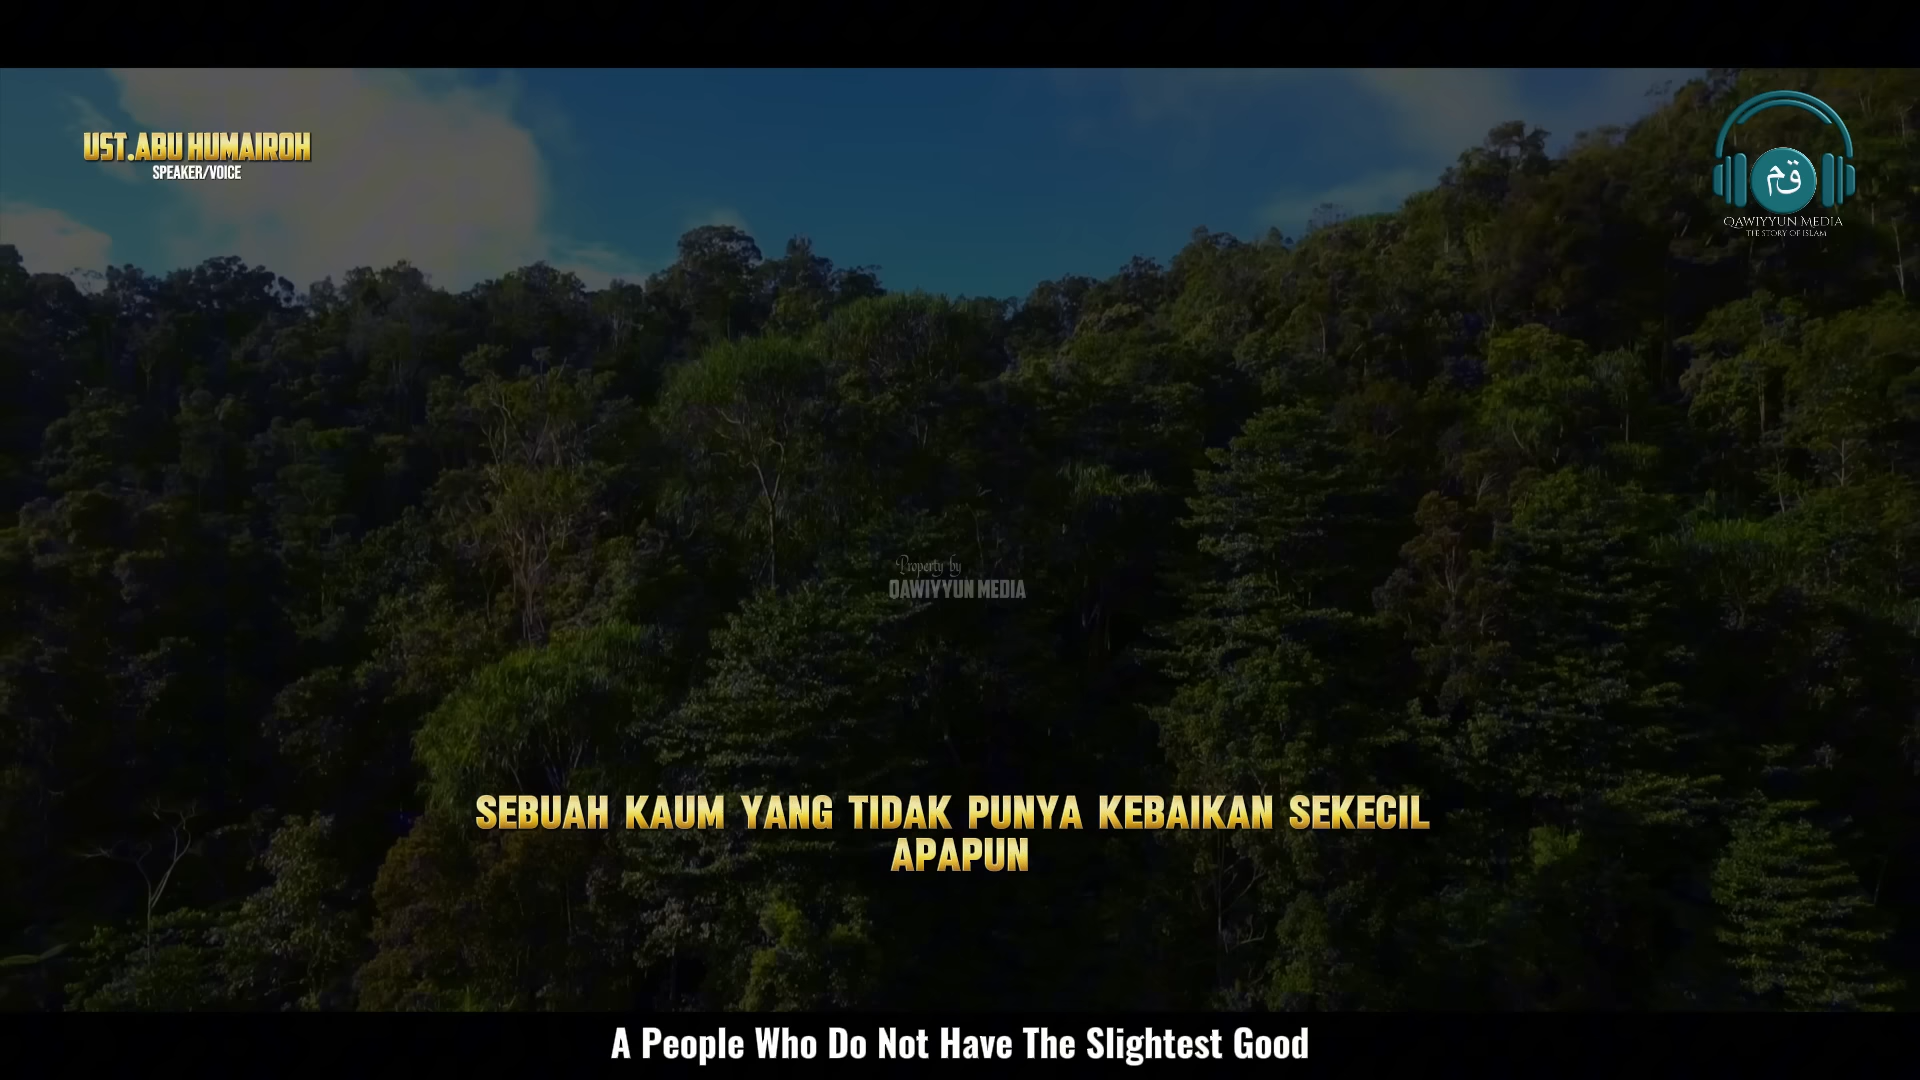 UST.ABU HUMAIROH
SPEAKER/VOICE
قم
QAWIYYUN MEDIA
THE STORY OF ISLAM
Property by
QAWIYYUN MEDIA
SEBUAH KAUM YANG TIDAK PUNYA KEBAIKAN SEKECIL
APAPUN
A People Who Do Not Have The Slightest Good